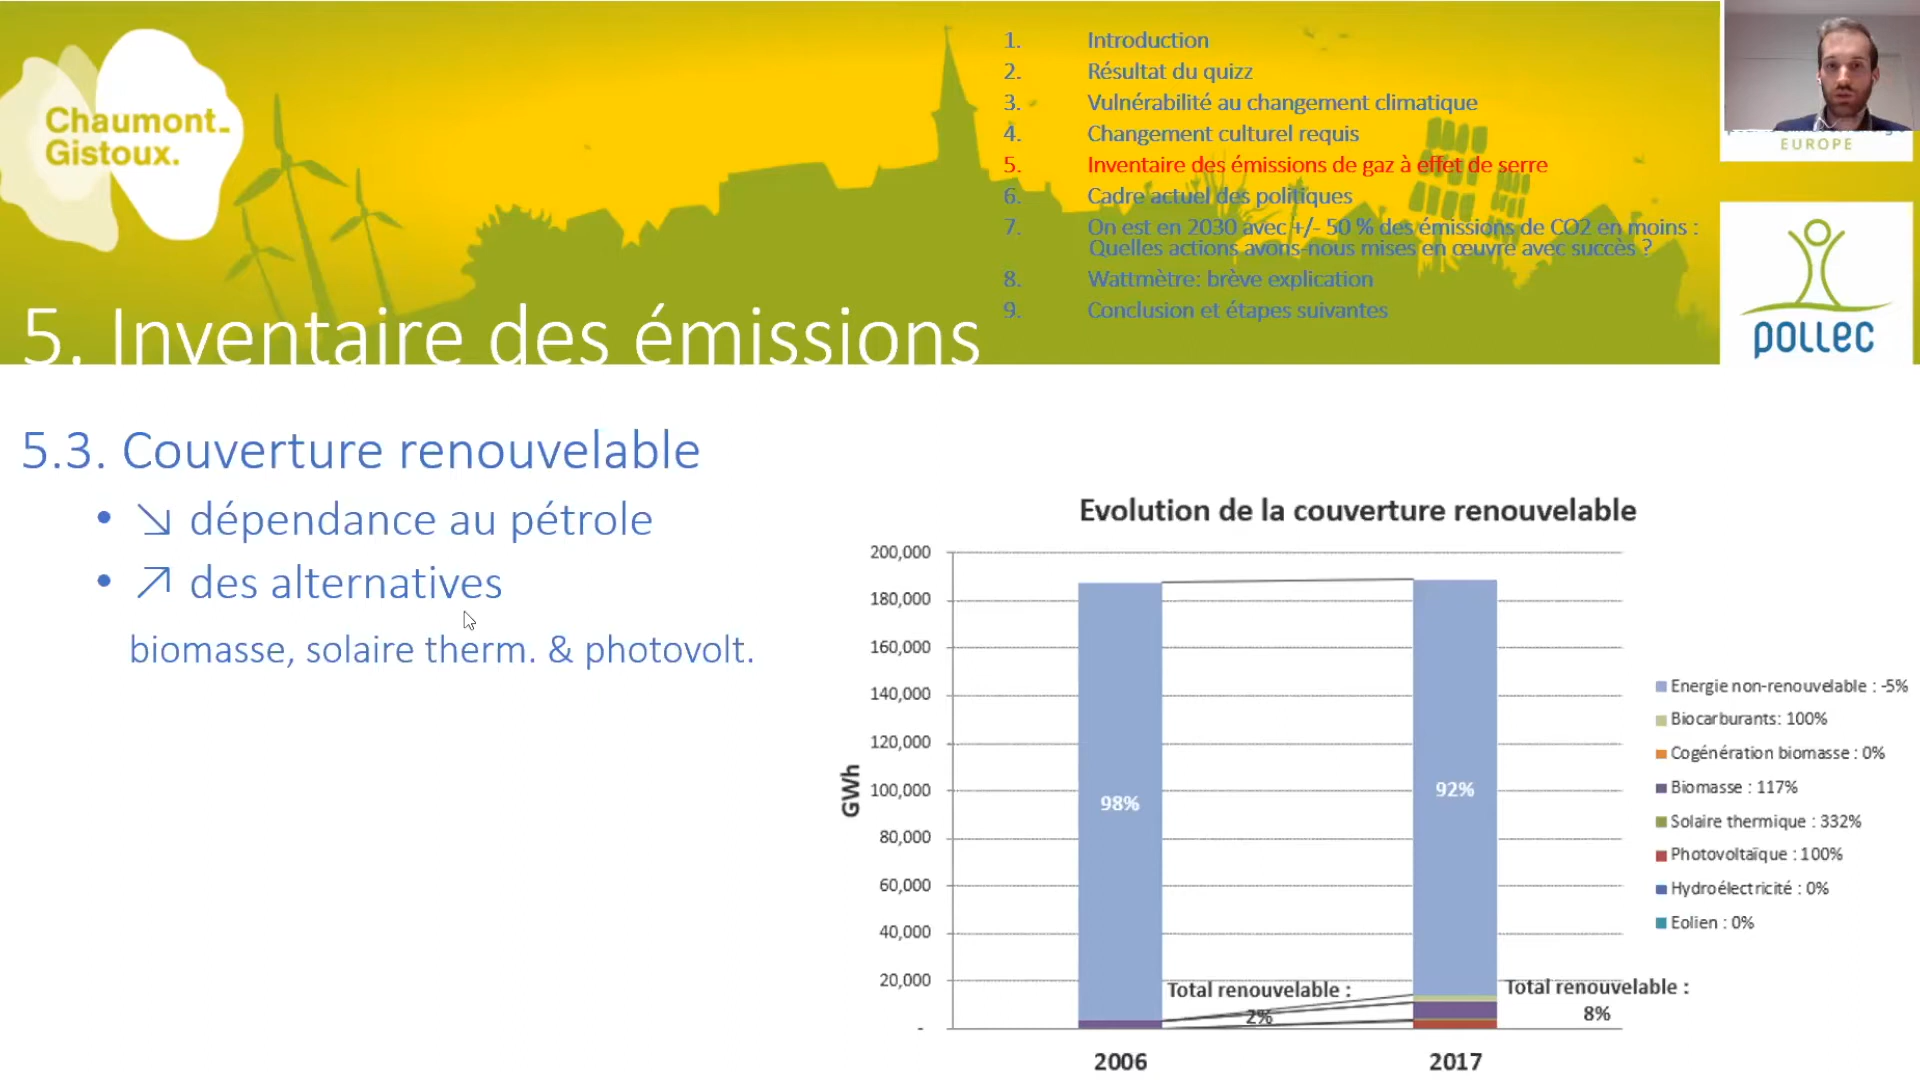 Chaumont_
Gistoux.
1. Introduction
2. Résultat du quizz
3. Vulnérabilité au changement climatique
4. Changement culturel requis
5. Inventaire des émissions de gaz à effet de serre
6. Cadre actuel des politiques
7. On est en 2030 avec +/- 50 % des émissions de CO2 en moins :
Quelles actions avons-nous mises en œuvre avec succès ?
8. Wattmètre: brève explication
9. Conclusion et étapes suivantes
EUROPE
pollec
5. Inventaire des émissions
5.3. Couverture renouvelable
• ↘ dépendance au pétrole
• ↗ des alternatives
biomasse, solaire therm. & photovolt.
Evolution de la couverture renouvelable
GWh
200,000
180,000
160,000
140,000
120,000
100,000
80,000
60,000
40,000
20,000
-
98%
92%
Total renouvelable :
2%
Total renouvelable :
8%
2006
2017
Energie non-renouvelable : -5%
Biocarburants: 100%
Cogénération biomasse : 0%
Biomasse : 117%
Solaire thermique : 332%
Photovoltaïque : 100%
Hydroélectricité : 0%
Eolien : 0%